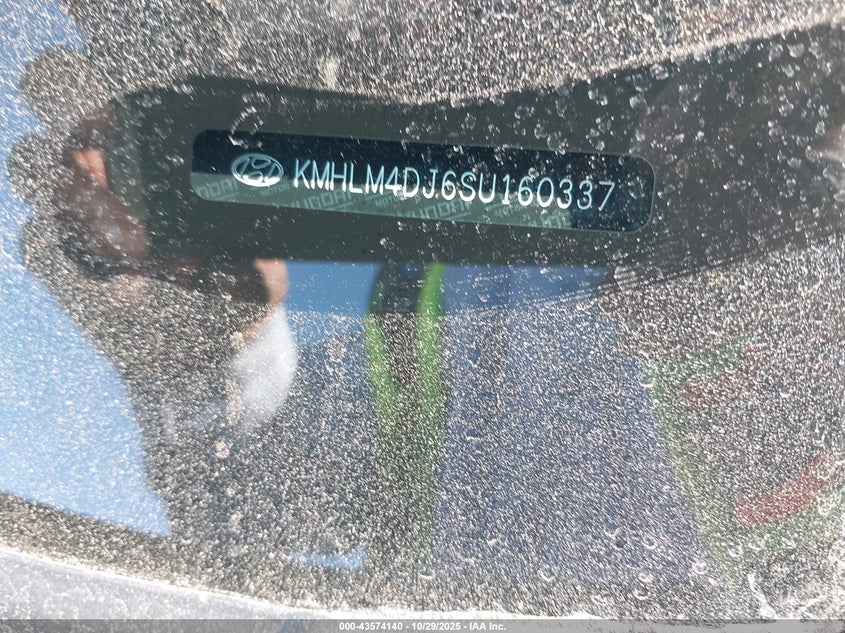 KMHLM4DJ6SU160337
000-43574140 - 10/29/2025 - IAA Inc.